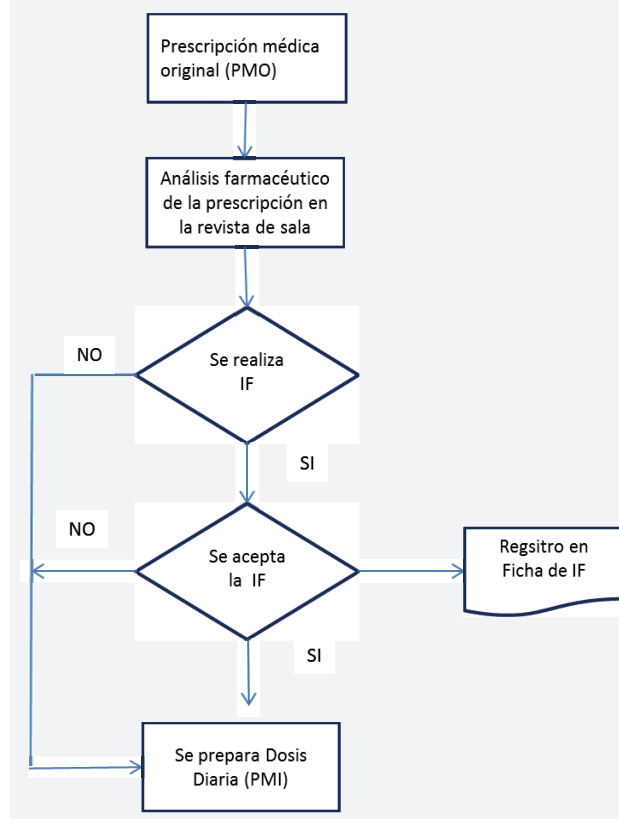 Prescripción médica
original (PMO)
Análisis farmacéutico
de la prescripción en
la revista de sala
NO
Se realiza
IF
SI
NO
Se acepta
la IF
Regsitro en
Ficha de IF
SI
Se prepara Dosis
Diaria (PMI)